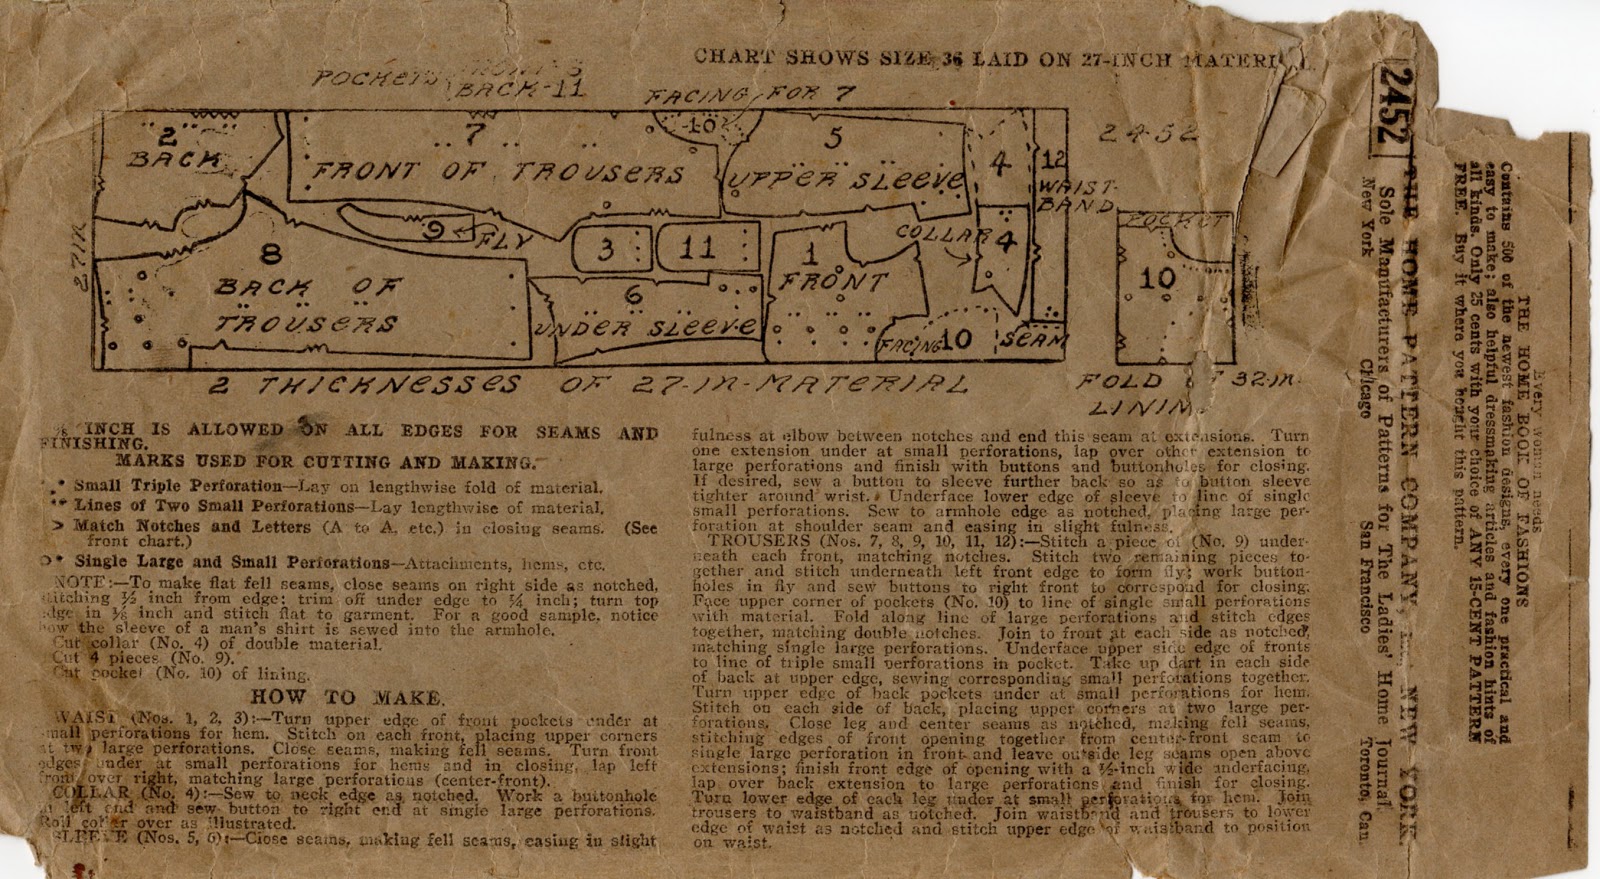 CHART SHOWS SIZE 36 LAID ON 27-INCH MATERI
POCKETS
BACK-11
FACING FOR 7
2
BACK
7
FRONT OF TROUSERS
10
5
UPPER SLEEVE
4
12
WAIST-
BAND
24-52
27 IN.
9
FLY
3
11
1
FRONT
COLLAR
4
POCKET
10
8
BACK OF
TROUSERS
6
UNDER SLEEVE
FACING
10
SEAM
2 THICKNESSES OF 27-IN-MATERIAL
FOLD OF 32-IN.
LININ
INCH IS ALLOWED ON ALL EDGES FOR SEAMS AND
FINISHING.
MARKS USED FOR CUTTING AND MAKING.
Small Triple Perforation—Lay on lengthwise fold of material.
Lines of Two Small Perforations—Lay lengthwise of material.
> Match Notches and Letters (A to A, etc.) in closing seams. (See
front chart.)
Single Large and Small Perforations—Attachments, hems, etc.
NOTE:—To make flat fell seams, close seams on right side as notched,
stitching ½ inch from edge; trim off under edge to ¼ inch; turn top
edge in ⅛ inch and stitch flat to garment. For a good sample, notice
how the sleeve of a man's shirt is sewed into the armhole.
Cut collar (No. 4) of double material.
Cut 4 pieces (No. 9).
Cut pocket (No. 10) of lining.
HOW TO MAKE.
WAIST (Nos. 1, 2, 3):—Turn upper edge of front pockets under at
small perforations for hem. Stitch on each front, placing upper corners
at two large perforations. Close seams, making fell seams. Turn front
edges under at small perforations for hems and in closing, lap left
front over right, matching large perforations (center-front).
COLLAR (No. 4):—Sew to neck edge as notched. Work a buttonhole
in left end and sew button to right end at single large perforations.
Roll collar over as illustrated.
SLEEVE (Nos. 5, 6):—Close seams, making fell seams, easing in slight
fulness at elbow between notches and end this seam at extensions. Turn
one extension under at small perforations, lap over other extension to
large perforations and finish with buttons and buttonholes for closing.
If desired, sew a button to sleeve further back so as to button sleeve
tighter around wrist. Underface lower edge of sleeve to line of single
small perforations. Sew to armhole edge as notched, placing large per-
foration at shoulder seam and easing in slight fulness.
TROUSERS (Nos. 7, 8, 9, 10, 11, 12):—Stitch a piece of (No. 9) under-
neath each front, matching notches. Stitch two remaining pieces to-
gether and stitch underneath left front edge to form fly; work button-
holes in fly and sew buttons to right front to correspond for closing.
Face upper corner of pockets (No. 10) to line of single small perforations
with material. Fold along line of large perforations and stitch edges
together, matching double notches. Join to front at each side as notched,
matching single large perforations. Underface upper side edge of fronts
to line of triple small perforations in pocket. Take up dart in each side
of back at upper edge, sewing corresponding small perforations together.
Turn upper edge of back pockets under at small perforations for hem.
Stitch on each side of back, placing upper corners at two large per-
forations. Close leg and center seams as notched, making fell seams,
stitching edges of front opening together from center-front seam to
single large perforation in front and leave outside leg seams open above
extensions; finish front edge of opening with a ½-inch wide underfacing,
lap over back extension to large perforations and finish for closing.
Turn lower edge of each leg under at small perforations for hem. Join
trousers to waistband as notched. Join waistband and trousers to lower
edge of waist as notched and stitch upper edge of waistband to position
on waist.
2452
THE HOME PATTERN COMPANY, NEW YORK.
Sole Manufacturers of Patterns for The Ladies' Home Journal.
New York Chicago San Francisco Toronto, Can
Every woman needs
THE HOME BOOK OF FASHIONS
Contains 500 of the newest fashion designs, every one practical and
easy to make; also helpful dressmaking articles and fashion hints of
all kinds. Only 25 cents with your choice of ANY 15-CENT PATTERN
FREE. Buy it where you bought this pattern.